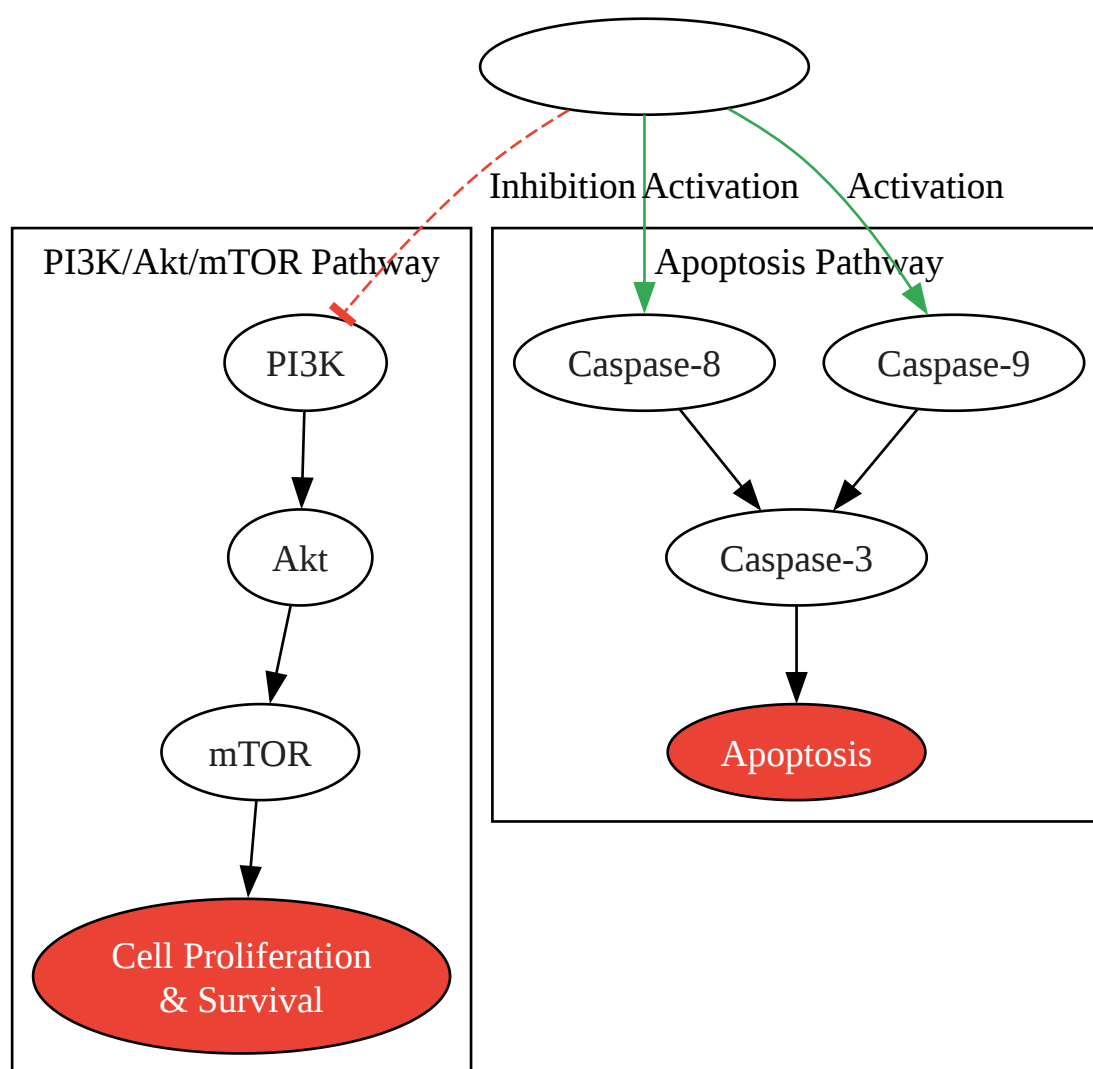 Inhibition
Activation
Activation
PI3K/Akt/mTOR Pathway
Apoptosis Pathway
PI3K
Caspase-8
Caspase-9
Akt
Caspase-3
mTOR
Apoptosis
Cell Proliferation
& Survival